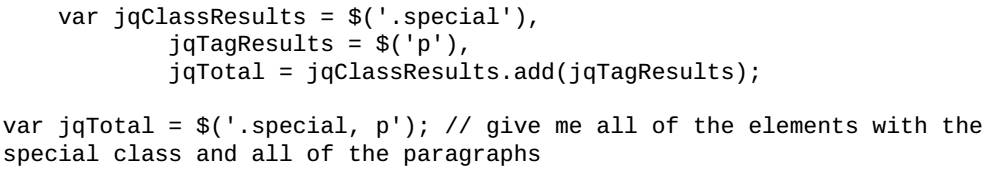 var jqClassResults = $('.special'),
jqTagResults = $('p'),
jqTotal = jqClassResults.add(jqTagResults);
var jqTotal = $('.special, p'); // give me all of the elements with the
special class and all of the paragraphs